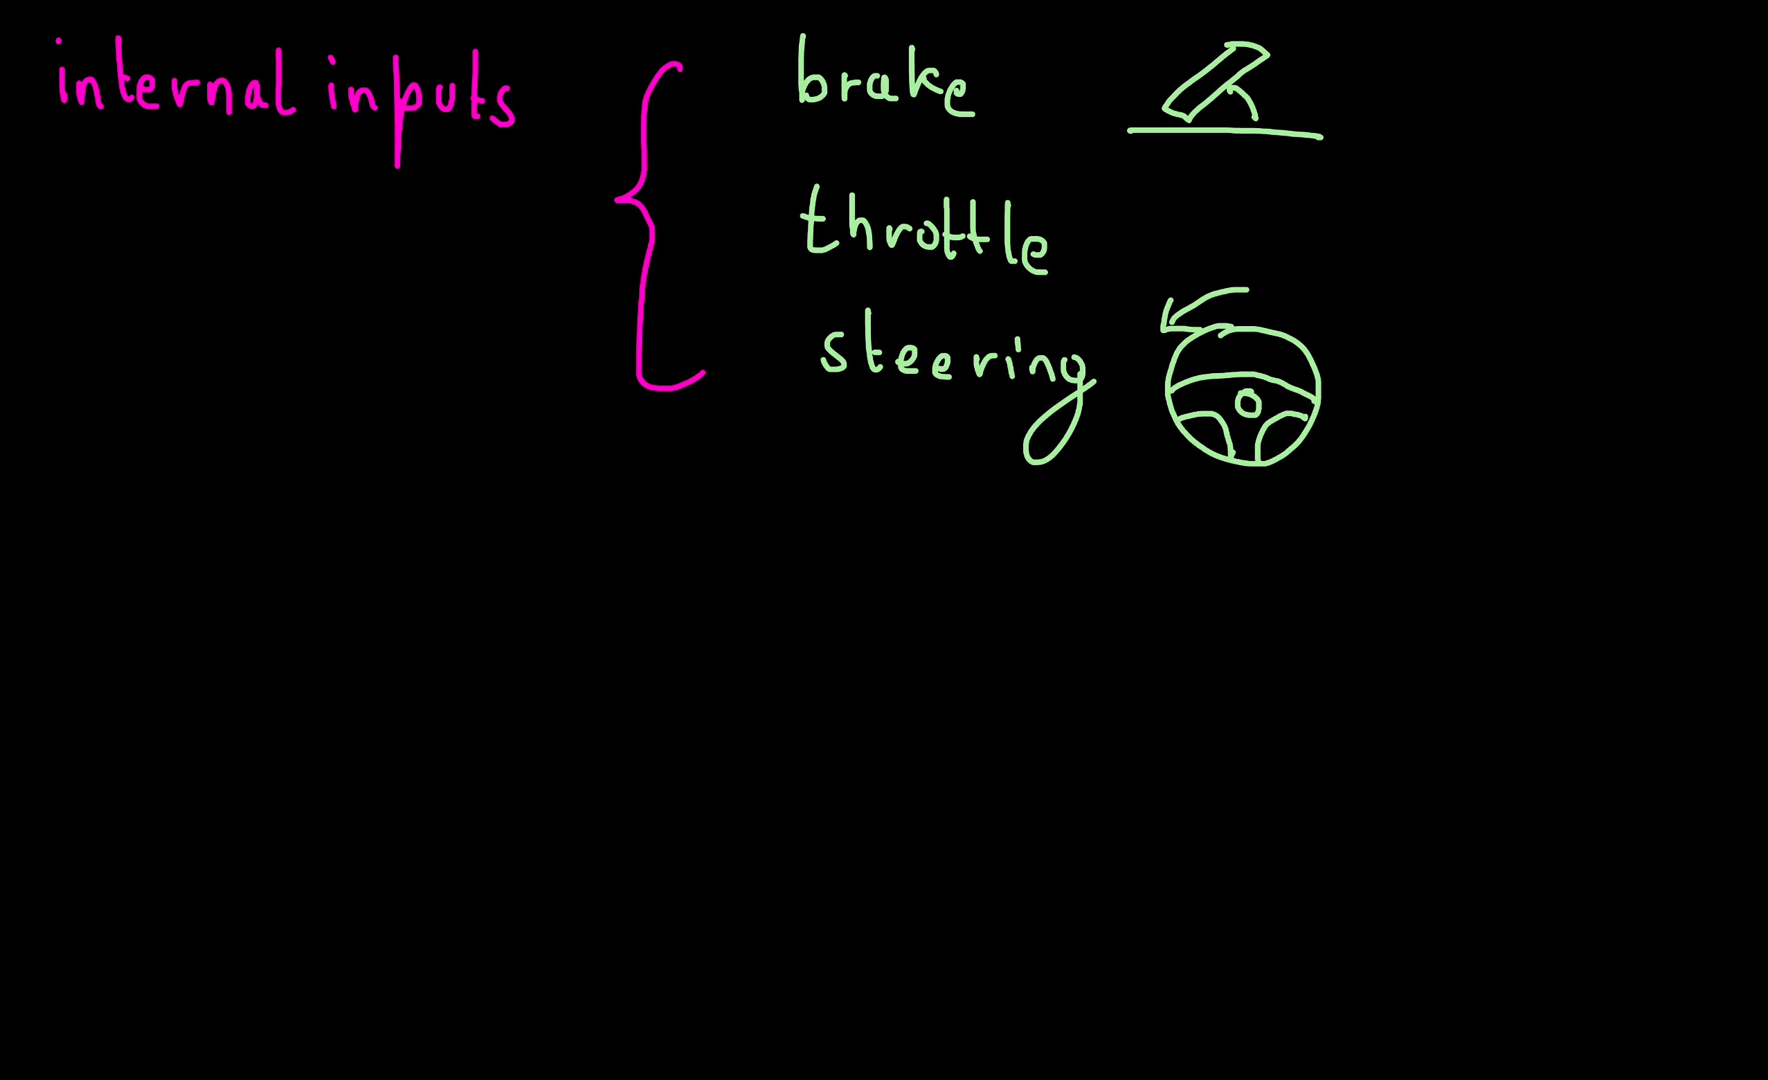 internal inputs
brake
throttle
steering